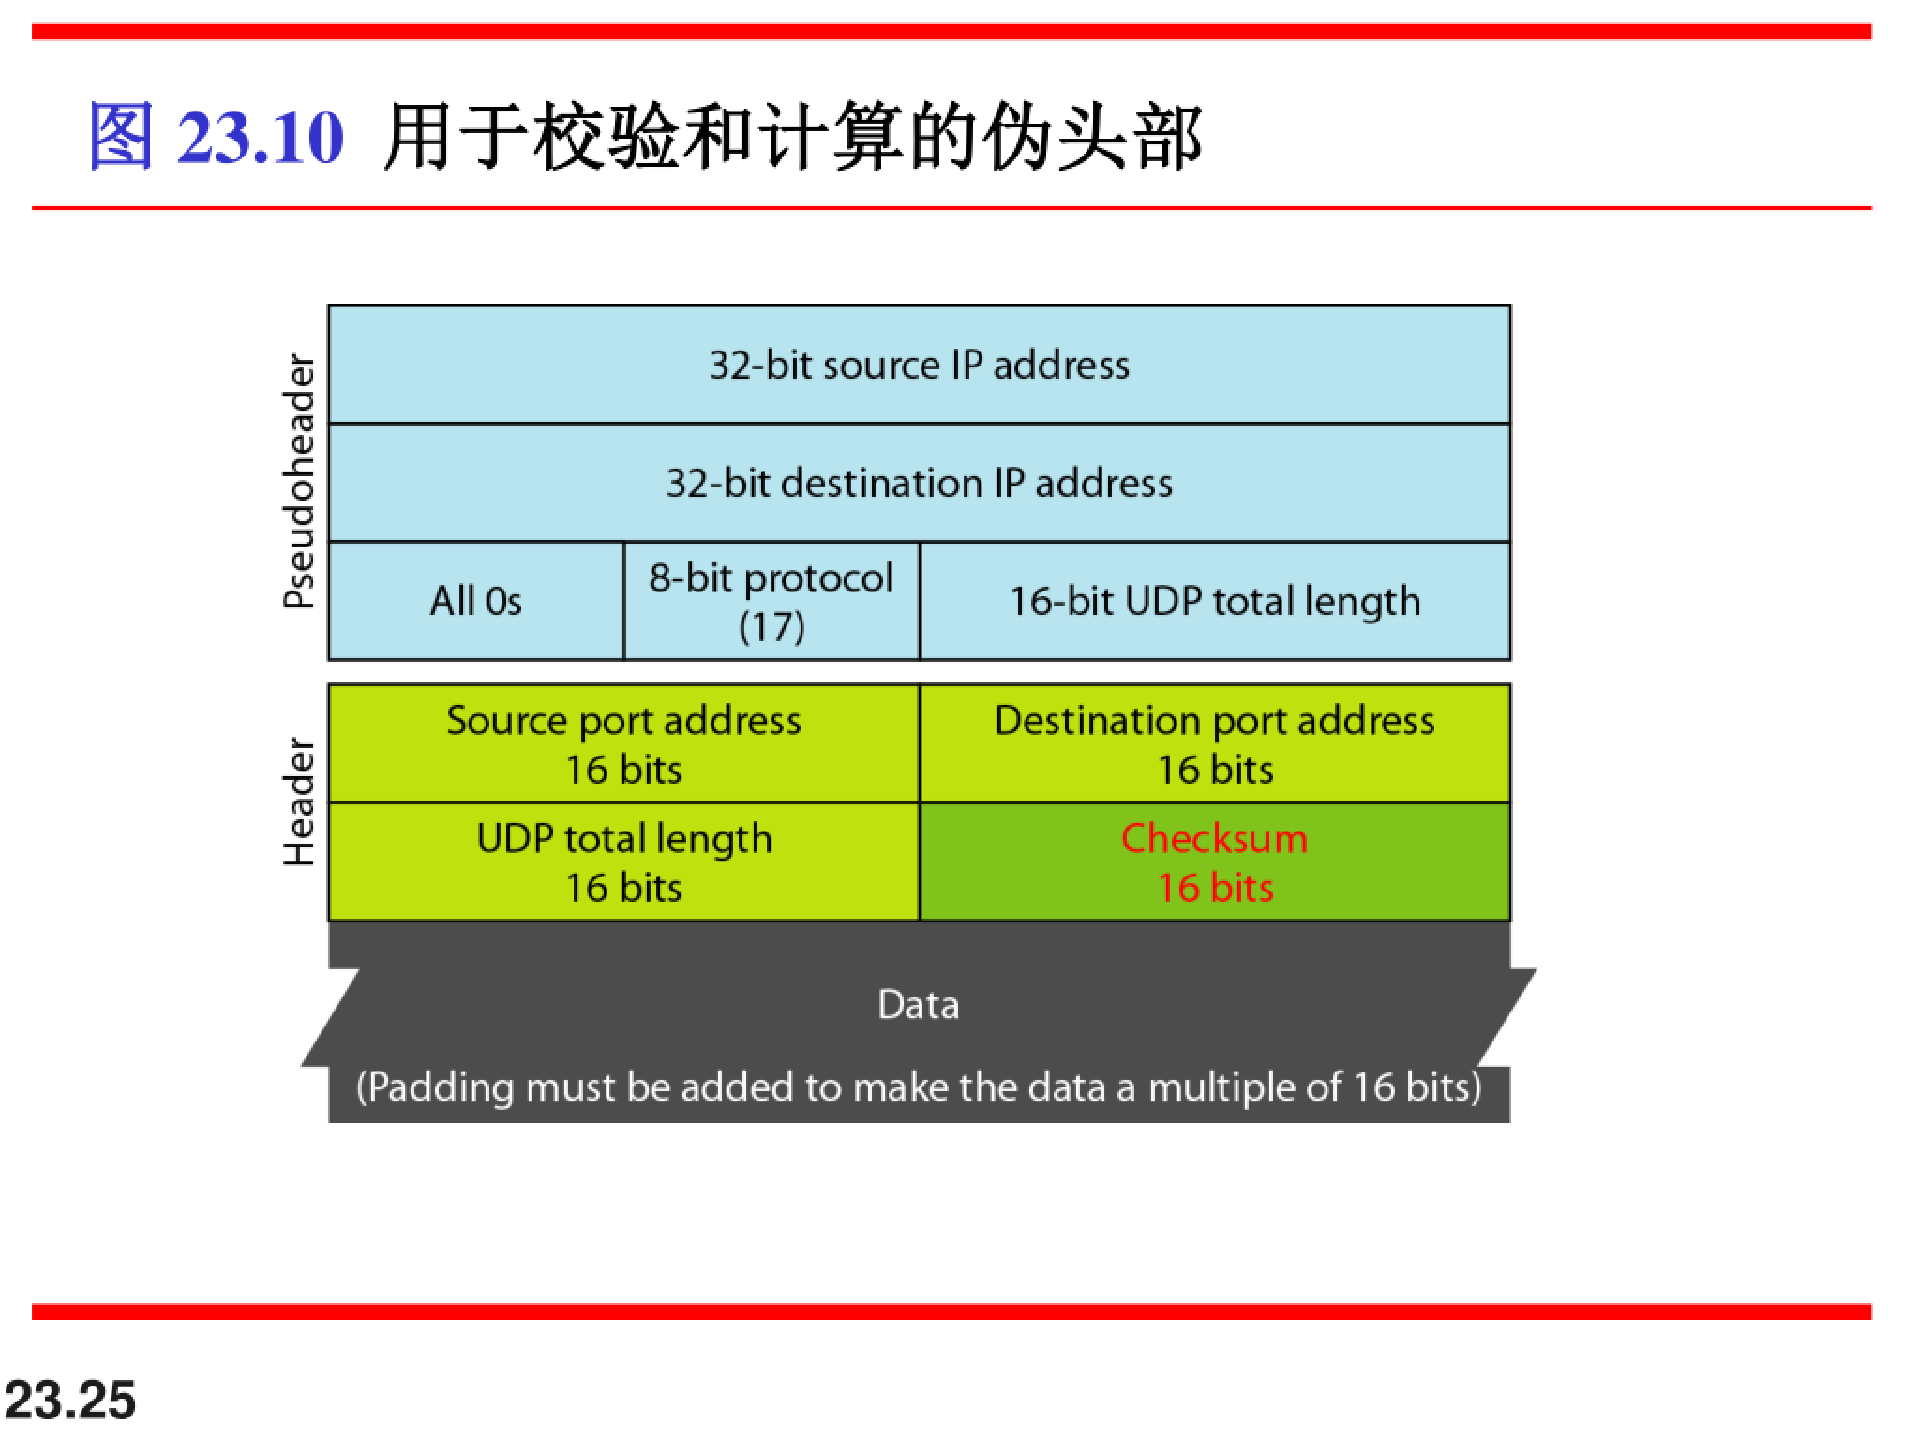 图 23.10 用于校验和计算的伪头部
Pseudoheader
32-bit source IP address
32-bit destination IP address
All 0s
8-bit protocol
(17)
16-bit UDP total length
Header
Source port address
16 bits
Destination port address
16 bits
UDP total length
16 bits
Checksum
16 bits
Data
(Padding must be added to make the data a multiple of 16 bits)
23.25